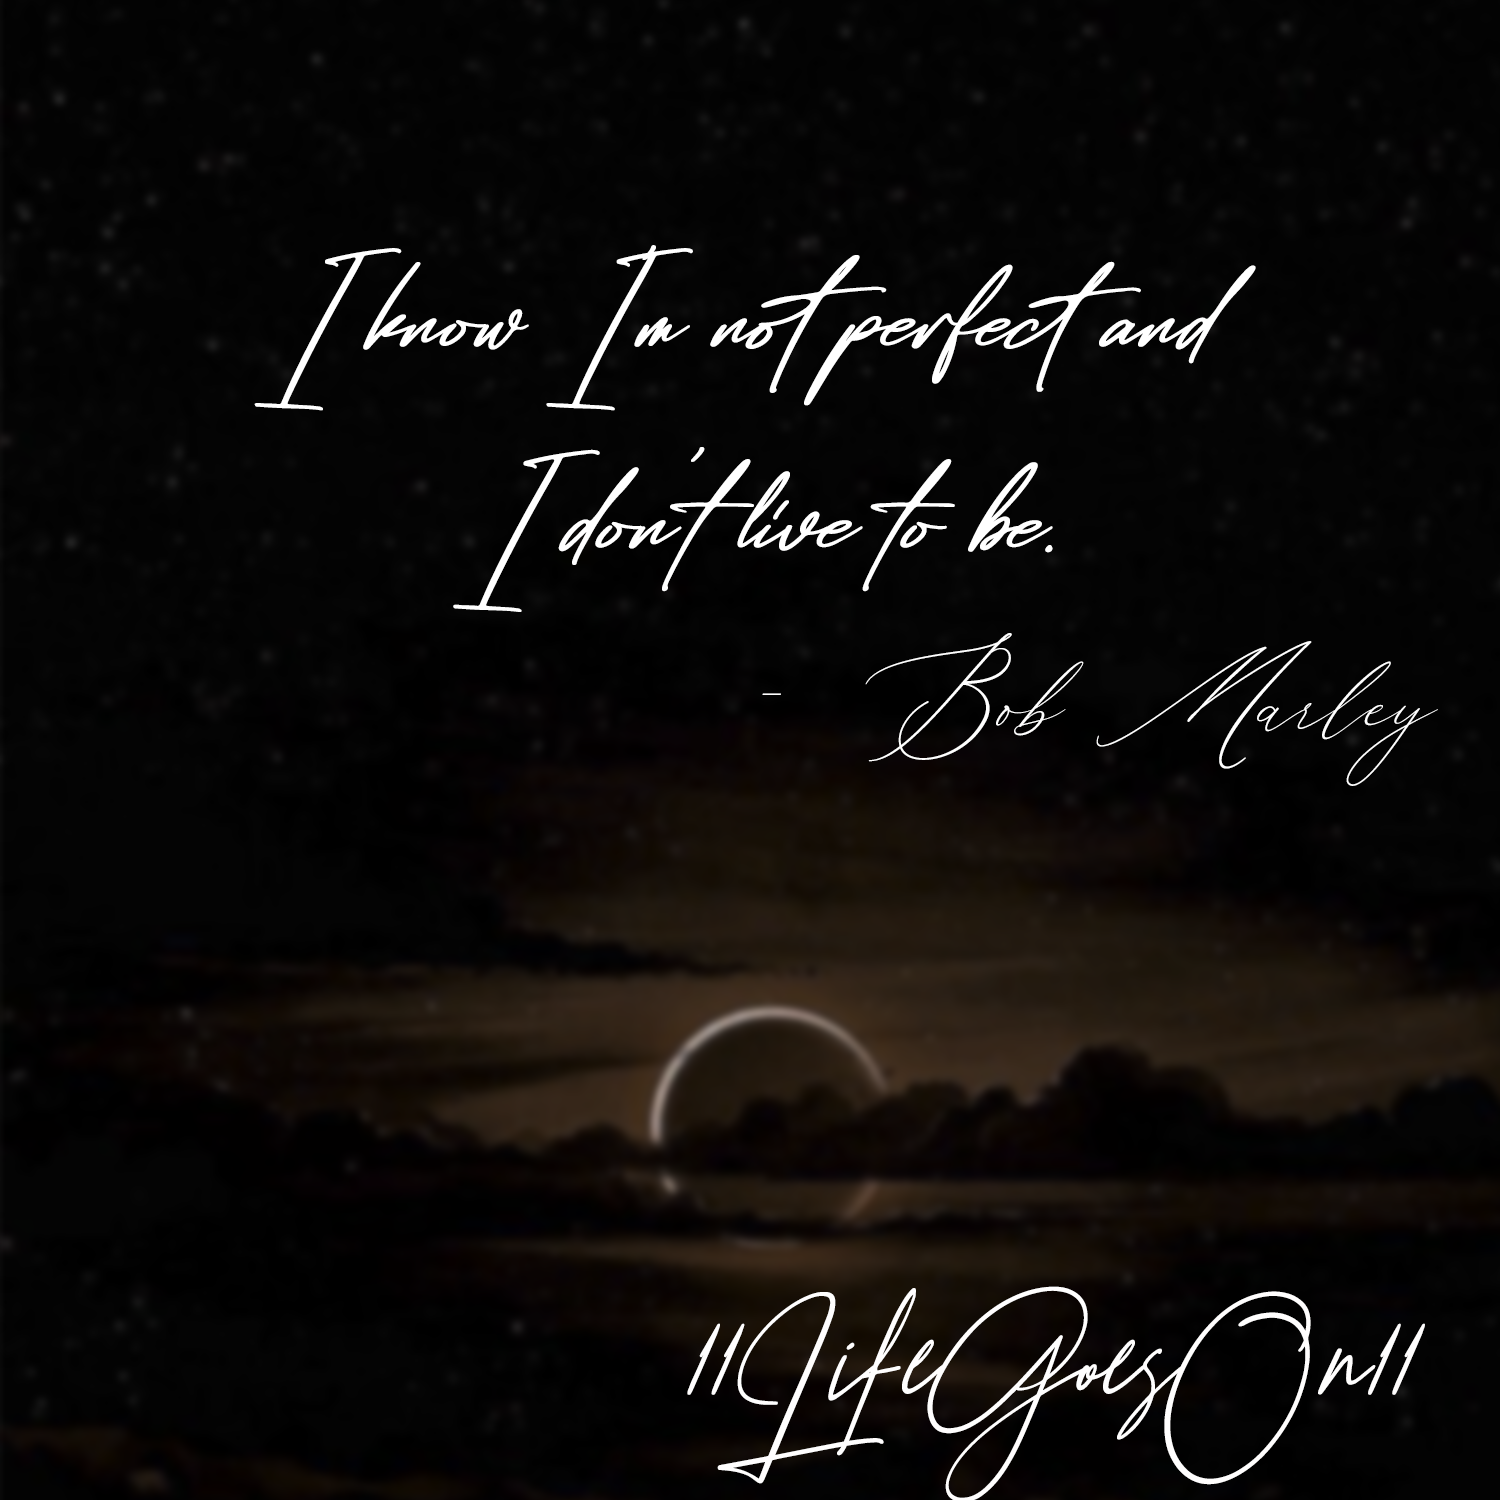 I know I'm not perfect and
I don't live to be.
- Bob Marley
11LifeGoesOn11